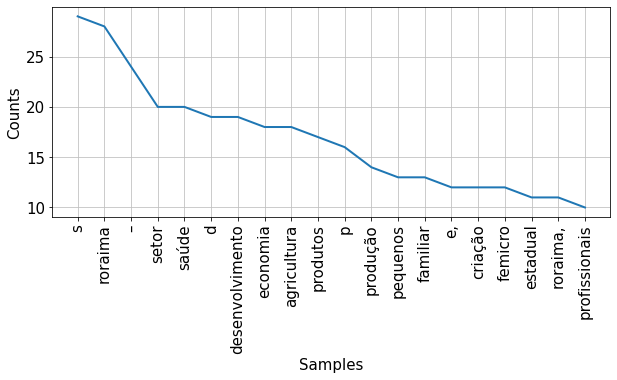 25
20
15
10
Counts
s
roraima
–
setor
saúde
d
desenvolvimento
economia
agricultura
produtos
p
produção
pequenos
familiar
e,
criação
femicro
estadual
roraima,
profissionais
Samples